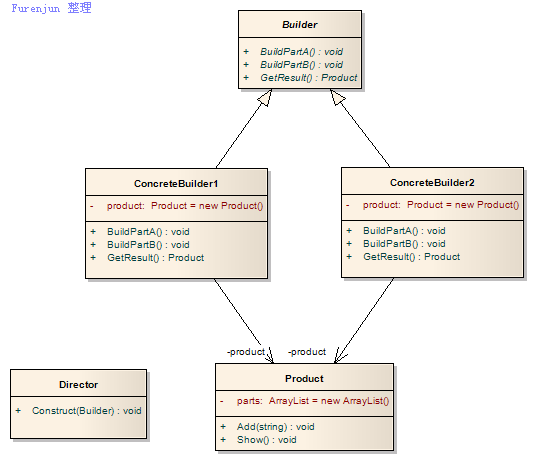 Furenjun 整理
Builder
+ BuildPartA() : void
+ BuildPartB() : void
+ GetResult() : Product
ConcreteBuilder1
- product: Product = new Product()
+ BuildPartA() : void
+ BuildPartB() : void
+ GetResult() : Product
ConcreteBuilder2
- product: Product = new Product()
+ BuildPartA() : void
+ BuildPartB() : void
+ GetResult() : Product
-product
-product
Director
+ Construct(Builder) : void
Product
- parts: ArrayList = new ArrayList()
+ Add(string) : void
+ Show() : void